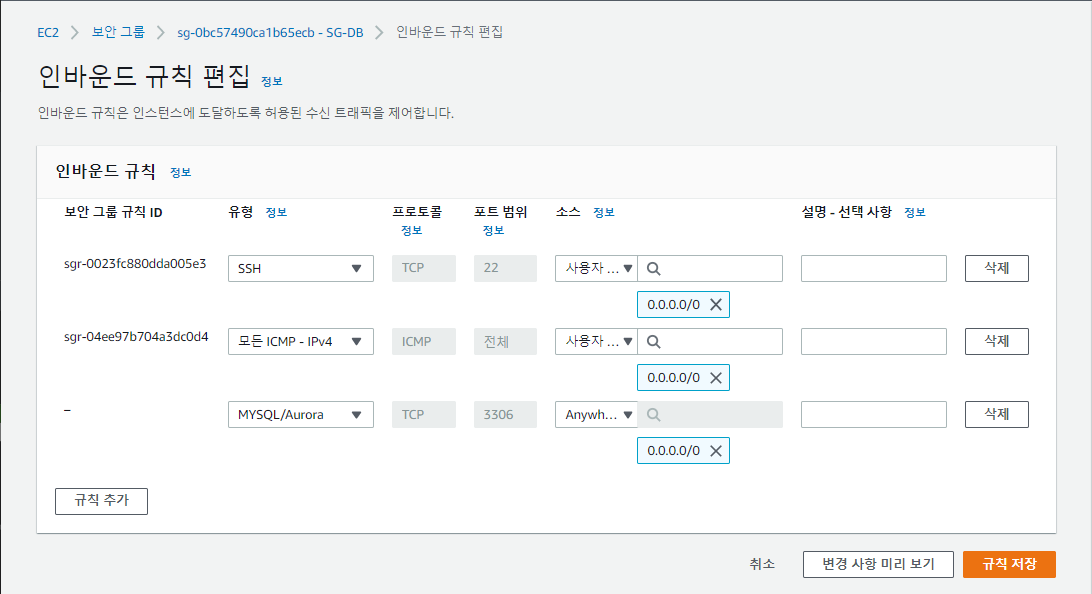 EC2 > 보안 그룹 > sg-0bc57490ca1b65ecb - SG-DB > 인바운드 규칙 편집
인바운드 규칙 편집 정보
인바운드 규칙은 인스턴스에 도달하도록 허용된 수신 트래픽을 제어합니다.
인바운드 규칙 정보
보안 그룹 규칙 ID 유형 정보 프로토콜 포트 범위 소스 정보 설명 - 선택 사항 정보
정보 정보
sgr-0023fc880dda005e3 SSH TCP 22 사용자 ... 삭제
0.0.0.0/0
sgr-04ee97b704a3dc0d4 모든 ICMP - IPv4 ICMP 전체 사용자 ... 삭제
0.0.0.0/0
– MYSQL/Aurora TCP 3306 Anywh... 삭제
0.0.0.0/0
규칙 추가
취소 변경 사항 미리 보기 규칙 저장